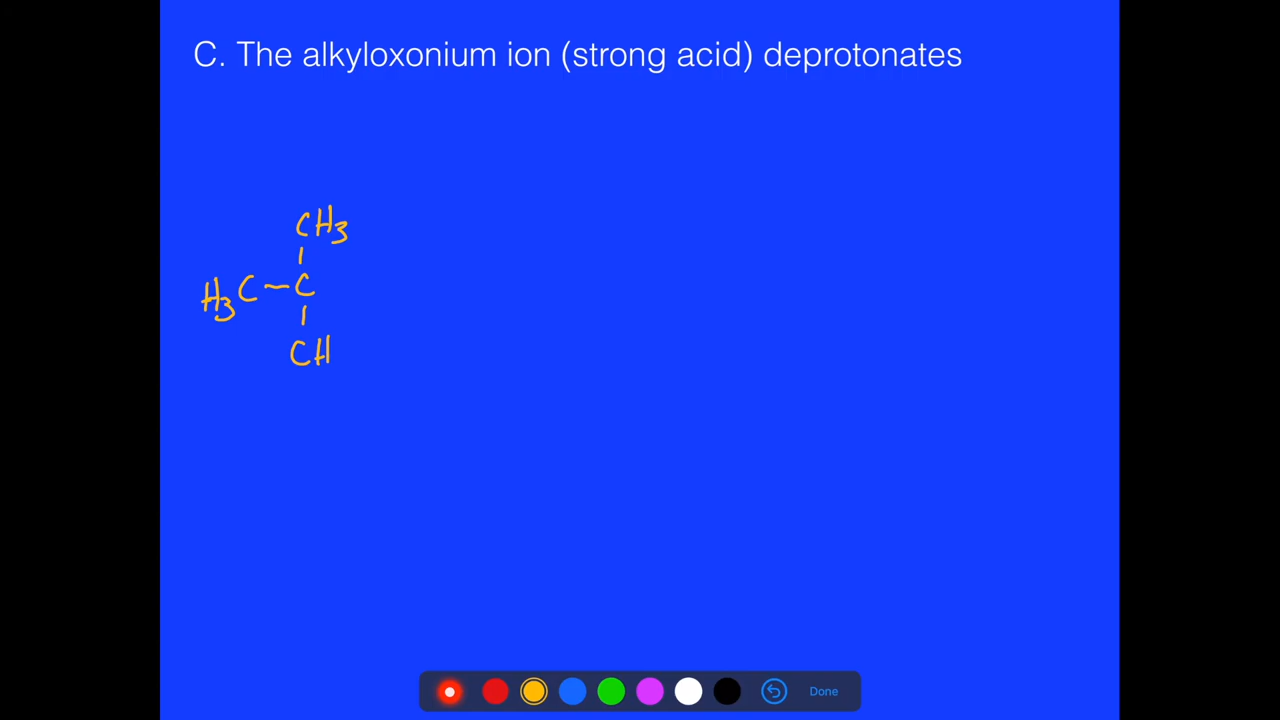 C. The alkyloxonium ion (strong acid) deprotonates
CH3
H3C-C
CH
Done